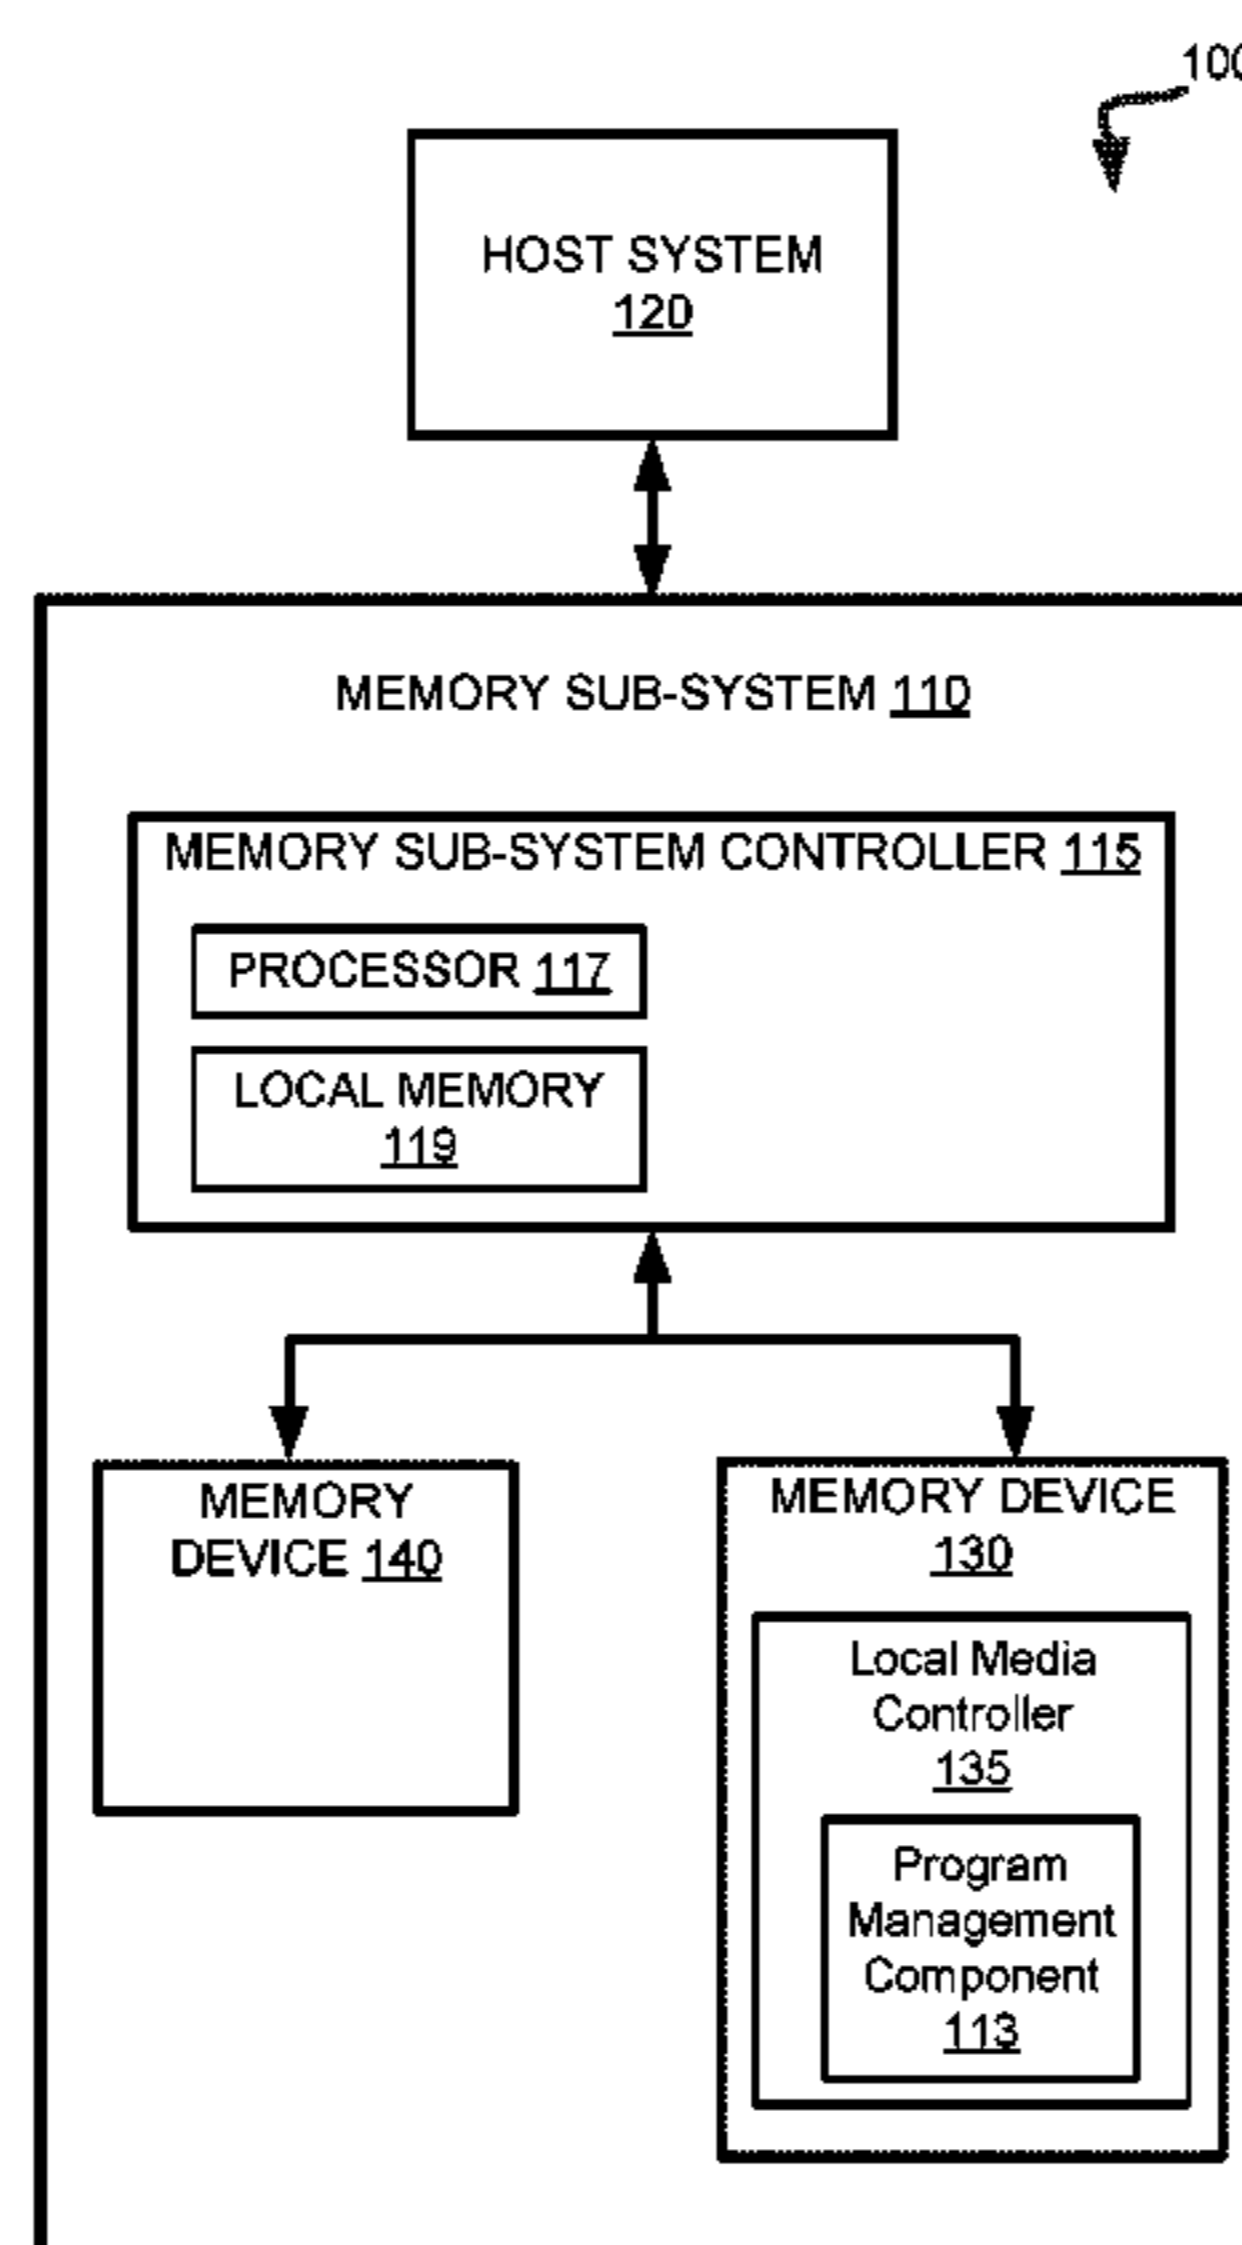 100
HOST SYSTEM
120
MEMORY SUB-SYSTEM 110
MEMORY SUB-SYSTEM CONTROLLER 115
PROCESSOR 117
LOCAL MEMORY
119
MEMORY
DEVICE 140
MEMORY DEVICE
130
Local Media
Controller
135
Program
Management
Component
113